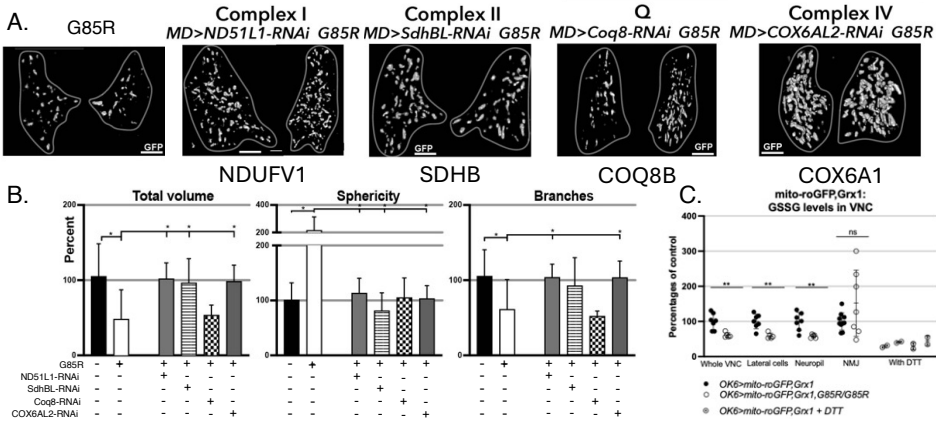 A.
G85R
Complex I
MD>ND51L1-RNAi G85R
Complex II
MD>SdhBL-RNAi G85R
Q
MD>Coq8-RNAi G85R
Complex IV
MD>COX6AL2-RNAi G85R
GFP
GFP
GFP
GFP
GFP
NDUFV1
SDHB
COQ8B
COX6A1
B.
Total volume
Sphericity
Branches
Percent
200
100
0
* * * *
400
200
200
100
0
* * * *
200
100
0
* * *
G85R - + + + + + - + + + + + - + + + + +
ND51L1-RNAi - - + - - - - - + - - - - - + - - -
SdhBL-RNAi - - - + - - - - - + - - - - - + - -
Coq8-RNAi - - - - + - - - - - + - - - - - + -
COX6AL2-RNAi - - - - - + - - - - - + - - - - - +
C.
mito-roGFP,Grx1:
GSSG levels in VNC
Percentages of control
400
300
200
100
0
** ** ** ns
Whole VNC Lateral cells Neuropil NMJ With DTT
OK6>mito-roGFP,Grx1
OK6>mito-roGFP,Grx1,G85R/G85R
OK6>mito-roGFP,Grx1 + DTT